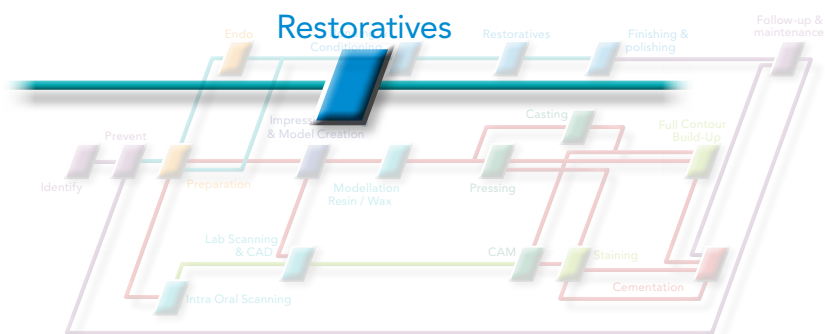 Restoratives
Follow-up &
maintenance
Endo
Conditioning
Restoratives
Finishing &
polishing
Casting
Impress
& Model Creation
Full Contour
Build-Up
Prevent
Identify
Preparation
Modellation
Resin / Wax
Pressing
Lab Scanning
& CAD
CAM
Staining
Cementation
Intra Oral Scanning